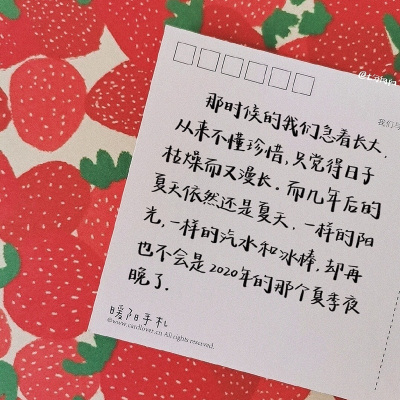 我们与
那时候的我们急着长大,
从来不懂珍惜,只觉得日子
枯燥而又漫长.而几年后的
夏天依然还是夏天.一样的阳
光,一样的汽水和冰棒,却再
也不会是2020年的那个夏季夜
晚了.
暖阳手札
©www.cardlover.cn All rights reserved.